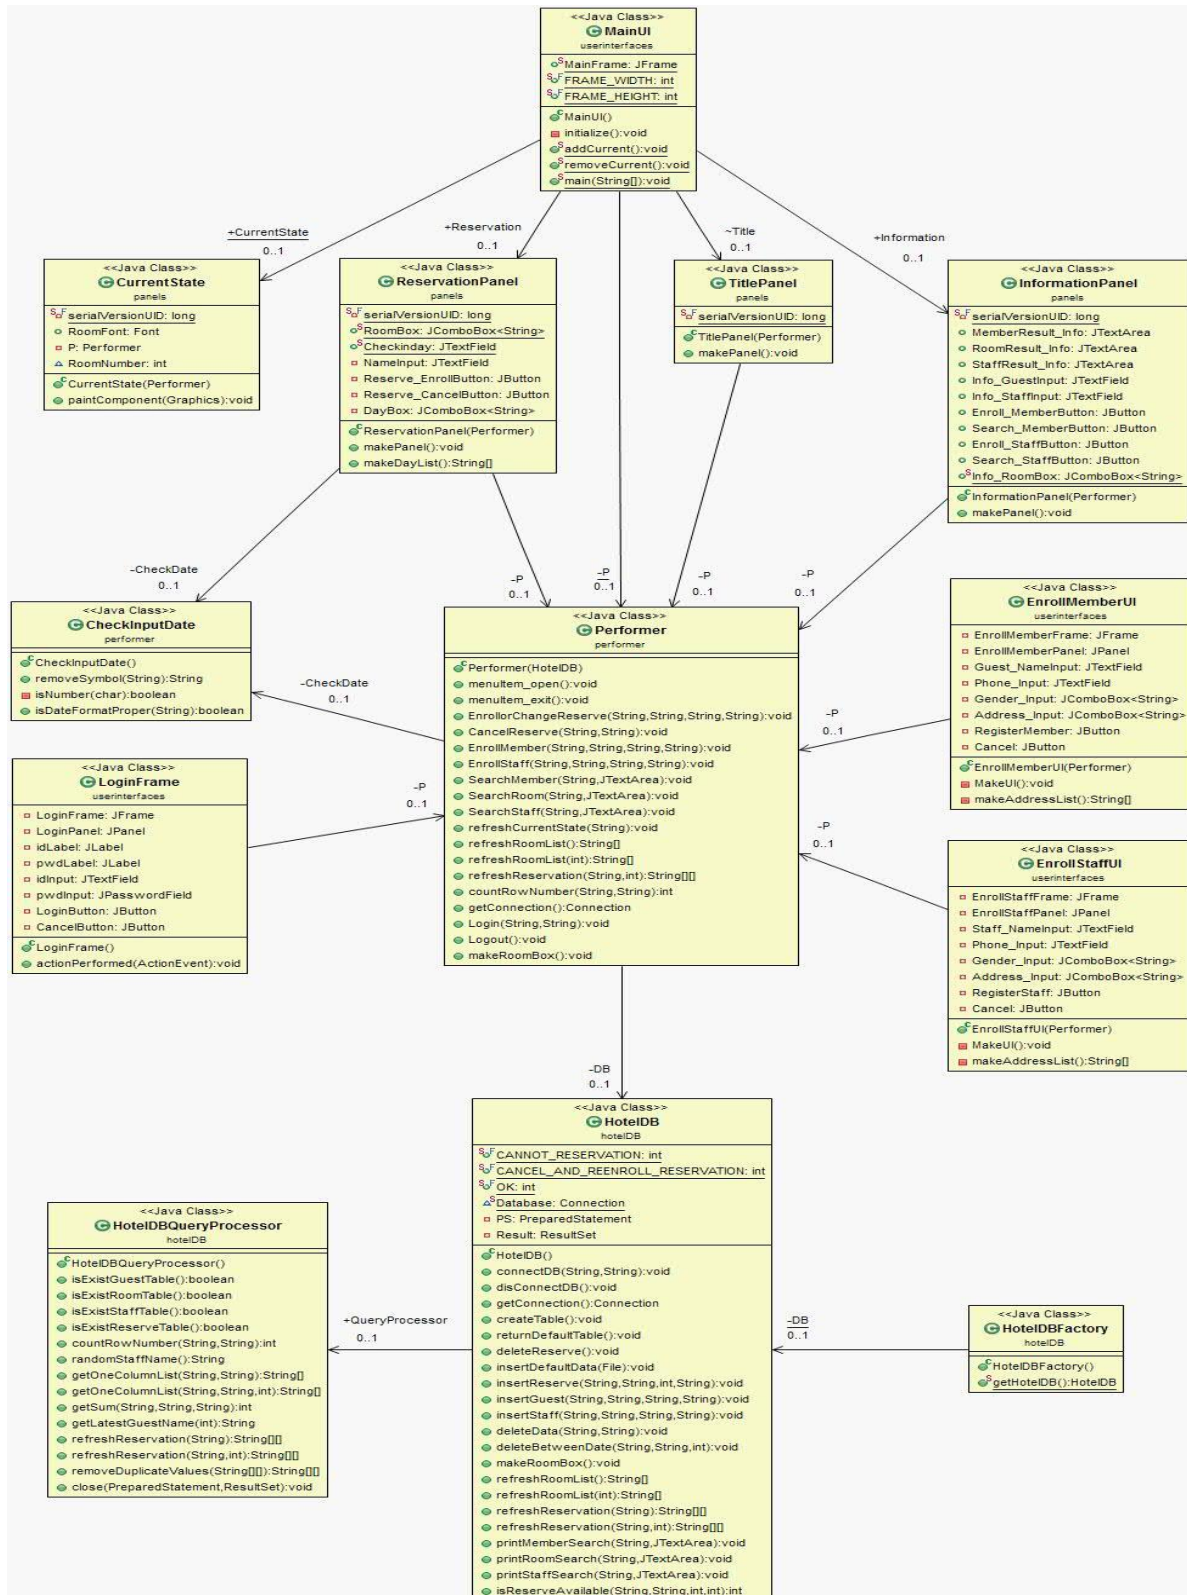 <<Java Class>>
MainUI
userinterfaces
MainFrame: JFrame
FRAME_WIDTH: int
FRAME_HEIGHT: int
MainUI()
initialize():void
addCurrent():void
removeCurrent():void
main(String[]):void
+CurrentState
0..1
+Reservation
0..1
~Title
0..1
+Information
0..1
<<Java Class>>
CurrentState
panels
serialVersionUID: long
RoomFont: Font
P: Performer
RoomNumber: int
CurrentState(Performer)
paintComponent(Graphics):void
<<Java Class>>
ReservationPanel
panels
serialVersionUID: long
RoomBox: JComboBox<String>
Checkinday: JTextField
NameInput: JTextField
Reserve_EnrollButton: JButton
Reserve_CancelButton: JButton
DayBox: JComboBox<String>
ReservationPanel(Performer)
makePanel():void
makeDayList():String[]
<<Java Class>>
TitlePanel
panels
serialVersionUID: long
TitlePanel(Performer)
makePanel():void
<<Java Class>>
InformationPanel
panels
serialVersionUID: long
MemberResult_Info: JTextArea
RoomResult_Info: JTextArea
StaffResult_Info: JTextArea
Info_GuestInput: JTextField
Info_StaffInput: JTextField
Enroll_MemberButton: JButton
Search_MemberButton: JButton
Enroll_StaffButton: JButton
Search_StaffButton: JButton
Info_RoomBox: JComboBox<String>
InformationPanel(Performer)
makePanel():void
-CheckDate
0..1
-P
0..1
-P
0..1
-P
0..1
-P
0..1
<<Java Class>>
CheckInputDate
performer
CheckInputDate()
removeSymbol(String):String
isNumber(char):boolean
isDateFormatProper(String):boolean
-CheckDate
0..1
<<Java Class>>
Performer
performer
Performer(HotelDB)
menuItem_open():void
menuItem_exit():void
EnrollorChangeReserve(String,String,String,String):void
CancelReserve(String,String):void
EnrollMember(String,String,String,String):void
EnrollStaff(String,String,String,String):void
SearchMember(String,JTextArea):void
SearchRoom(String,JTextArea):void
SearchStaff(String,JTextArea):void
refreshCurrentState(String):void
refreshRoomList():String[]
refreshRoomList(int):String[]
refreshReservation(String,int):String[][]
countRowNumber(String,String):int
getConnection():Connection
Login(String,String):void
Logout():void
makeRoomBox():void
<<Java Class>>
EnrollMemberUI
userinterfaces
EnrollMemberFrame: JFrame
EnrollMemberPanel: JPanel
Guest_NameInput: JTextField
Phone_Input: JTextField
Gender_Input: JComboBox<String>
Address_Input: JComboBox<String>
RegisterMember: JButton
Cancel: JButton
EnrollMemberUI(Performer)
MakeUI():void
makeAddressList():String[]
-P
0..1
<<Java Class>>
LoginFrame
userinterfaces
LoginFrame: JFrame
LoginPanel: JPanel
idLabel: JLabel
pwdLabel: JLabel
idInput: JTextField
pwdInput: JPasswordField
LoginButton: JButton
CancelButton: JButton
LoginFrame()
actionPerformed(ActionEvent):void
-P
0..1
-P
0..1
<<Java Class>>
EnrollStaffUI
userinterfaces
EnrollStaffFrame: JFrame
EnrollStaffPanel: JPanel
Staff_NameInput: JTextField
Phone_Input: JTextField
Gender_Input: JComboBox<String>
Address_Input: JComboBox<String>
RegisterStaff: JButton
Cancel: JButton
EnrollStaffUI(Performer)
MakeUI():void
makeAddressList():String[]
-DB
0..1
<<Java Class>>
HotelDB
hotelDB
CANNOT_RESERVATION: int
CANCEL_AND_REENROLL_RESERVATION: int
OK: int
Database: Connection
PS: PreparedStatement
Result: ResultSet
HotelDB()
connectDB(String,String):void
disConnectDB():void
getConnection():Connection
createTable():void
returnDefaultTable():void
deleteReserve():void
insertDefaultData(File):void
insertReserve(String,String,int,String):void
insertGuest(String,String,String,String):void
insertStaff(String,String,String,String):void
deleteData(String,String):void
deleteBetweenDate(String,String,int):void
makeRoomBox():void
refreshRoomList():String[]
refreshRoomList(int):String[]
refreshReservation(String):String[][]
refreshReservation(String,int):String[][]
printMemberSearch(String,JTextArea):void
printRoomSearch(String,JTextArea):void
printStaffSearch(String,JTextArea):void
isReserveAvailable(String,String,int,int):int
<<Java Class>>
HotelDBQueryProcessor
hotelDB
HotelDBQueryProcessor()
isExistGuestTable():boolean
isExistRoomTable():boolean
isExistStaffTable():boolean
isExistReserveTable():boolean
countRowNumber(String,String):int
randomStaffName():String
getOneColumnList(String,String):String[]
getOneColumnList(String,String,int):String[]
getSum(String,String,String):int
getLatestGuestName(int):String
refreshReservation(String):String[][]
refreshReservation(String,int):String[][]
removeDuplicateValues(String[][]):String[][]
close(PreparedStatement,ResultSet):void
+QueryProcessor
0..1
-DB
0..1
<<Java Class>>
HotelDBFactory
hotelDB
HotelDBFactory()
getHotelDB():HotelDB